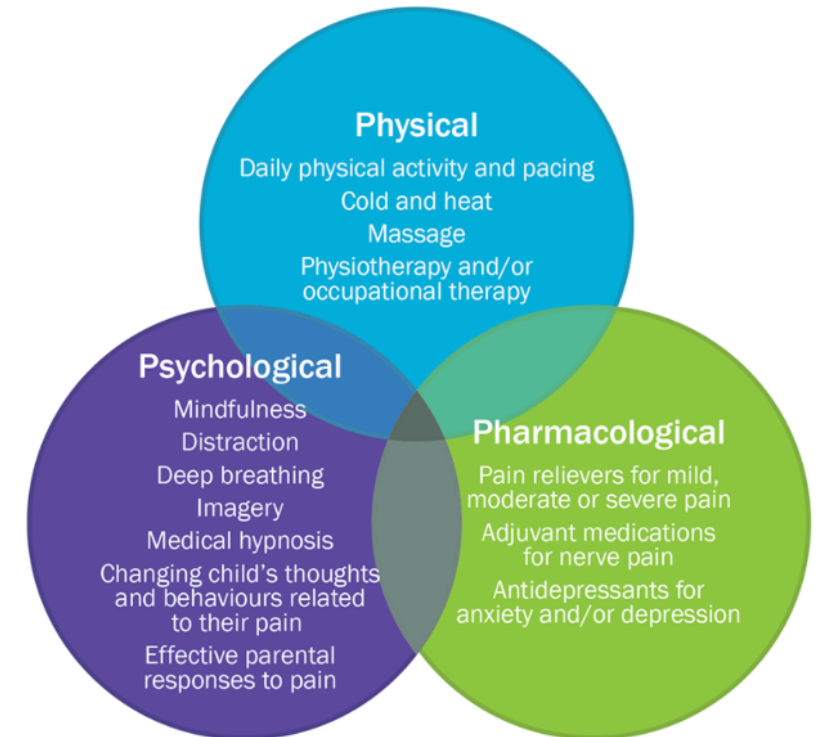 Physical
Daily physical activity and pacing
Cold and heat
Massage
Physiotherapy and/or
occupational therapy
Psychological
Mindfulness
Distraction
Deep breathing
Imagery
Medical hypnosis
Changing child's thoughts
and behaviours related
to their pain
Effective parental
responses to pain
Pharmacological
Pain relievers for mild,
moderate or severe pain
Adjuvant medications
for nerve pain
Antidepressants for
anxiety and/or depression